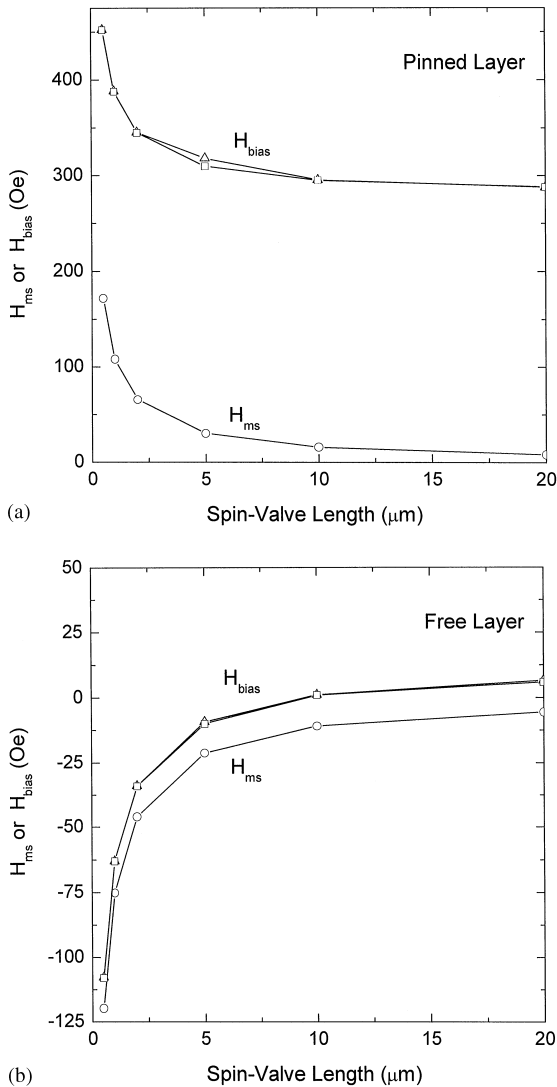 Pinned Layer
400
300
200
100
0
H_bias
H_ms
H_ms or H_bias (Oe)
0 5 10 15 20
Spin-Valve Length (μm)
(a)
50
25
0
-25
-50
-75
-100
-125
Free Layer
H_bias
H_ms
H_ms or H_bias (Oe)
0 5 10 15 20
Spin-Valve Length (μm)
(b)